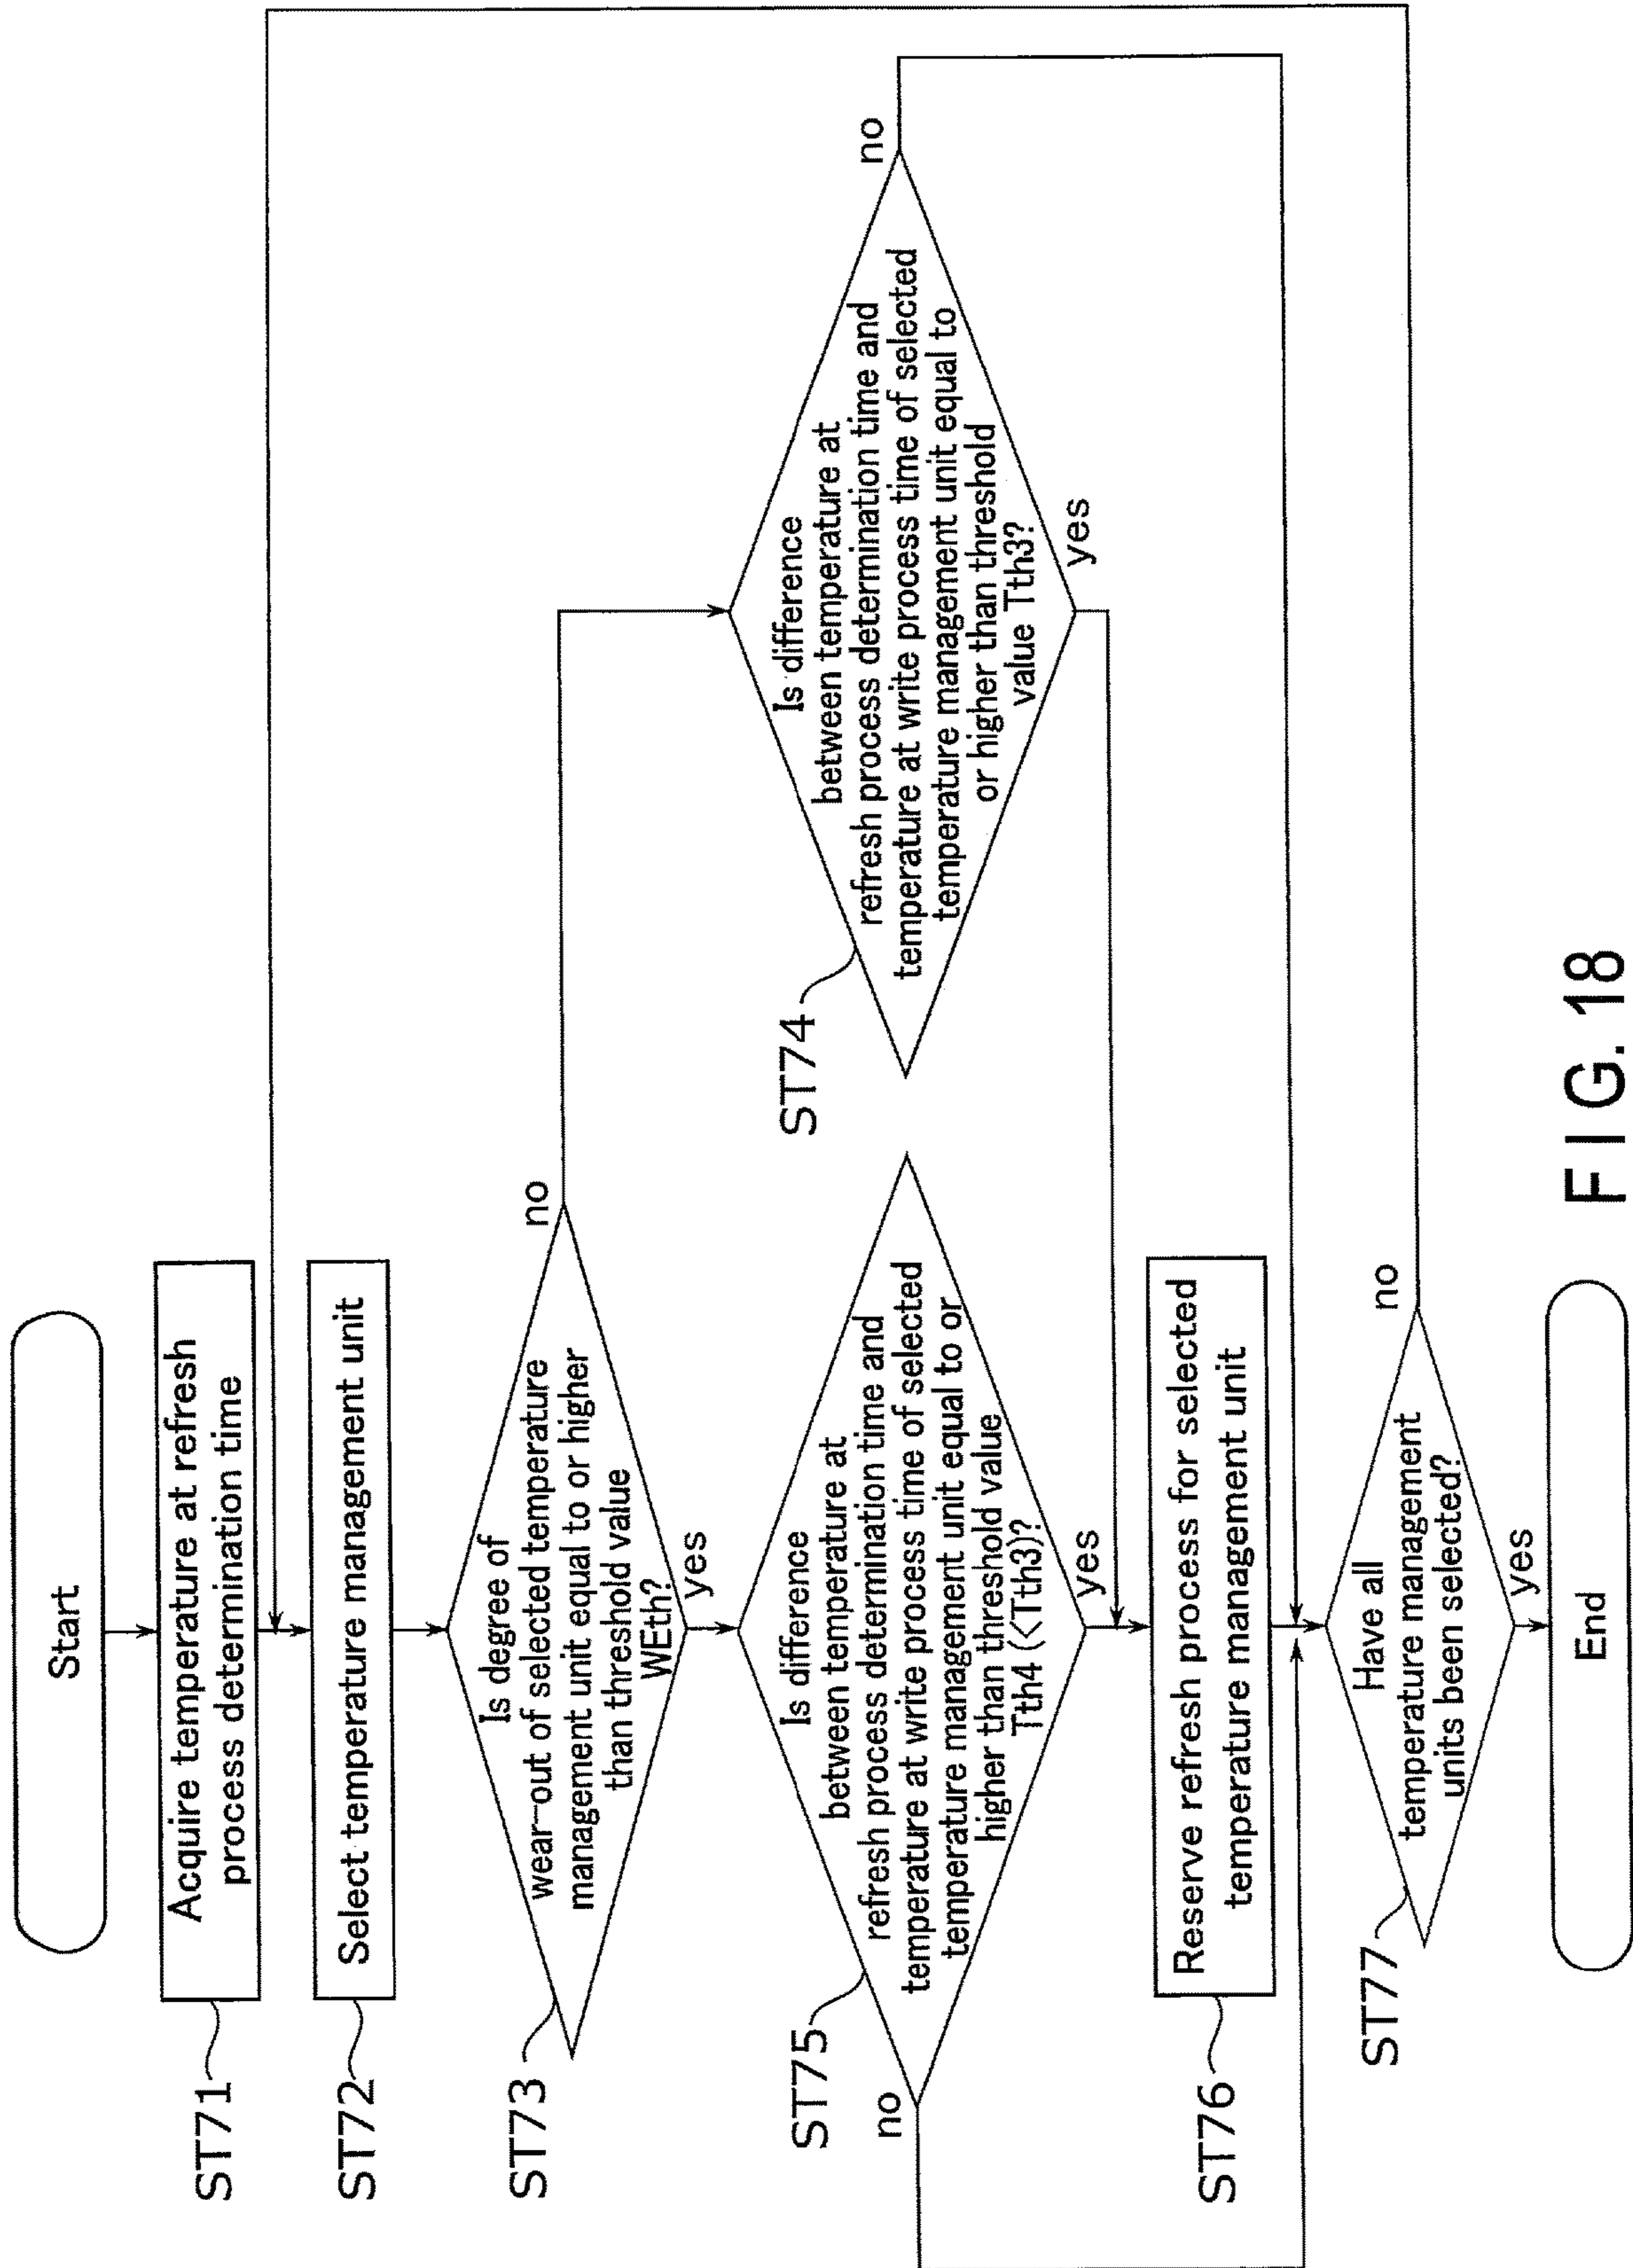 Start
ST71
Acquire temperature at refresh
process determination time
ST72
Select temperature management unit
ST73
Is degree of
wear-out of selected temperature
management unit equal to or higher
than threshold value
WEth?
no
yes
ST74
Is difference
between temperature at
refresh process determination time and
temperature at write process time of selected
temperature management unit equal to
or higher than threshold
value Tth3?
no
yes
ST75
Is difference
between temperature at
refresh process determination time and
temperature at write process time of selected
temperature management unit equal to or
higher than threshold value
Tth4 (<Tth3)?
no
yes
ST76
Reserve refresh process for selected
temperature management unit
ST77
Have all
temperature management
units been selected?
no
yes
End
FIG. 18